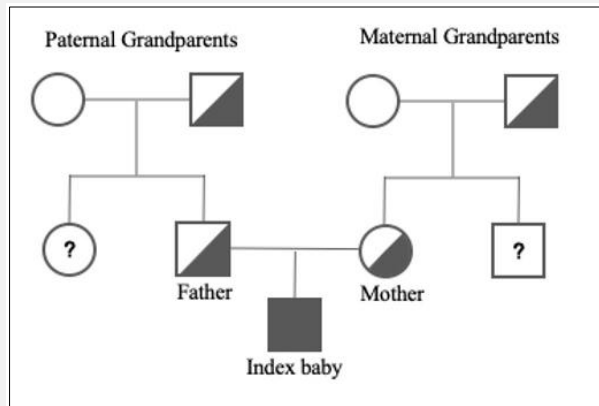 Paternal Grandparents
Maternal Grandparents
?
?
Father
Mother
Index baby